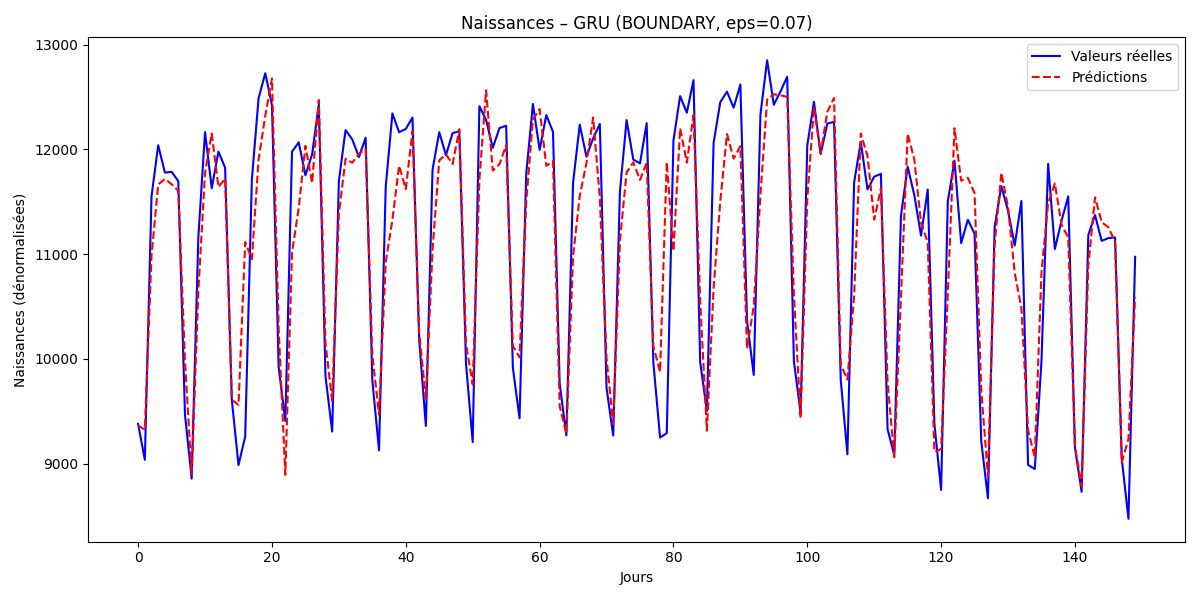 Naissances – GRU (BOUNDARY, eps=0.07)
Valeurs réelles
Prédictions
Naissances (dénormalisées)
13000
12000
11000
10000
9000
0 20 40 60 80 100 120 140
Jours